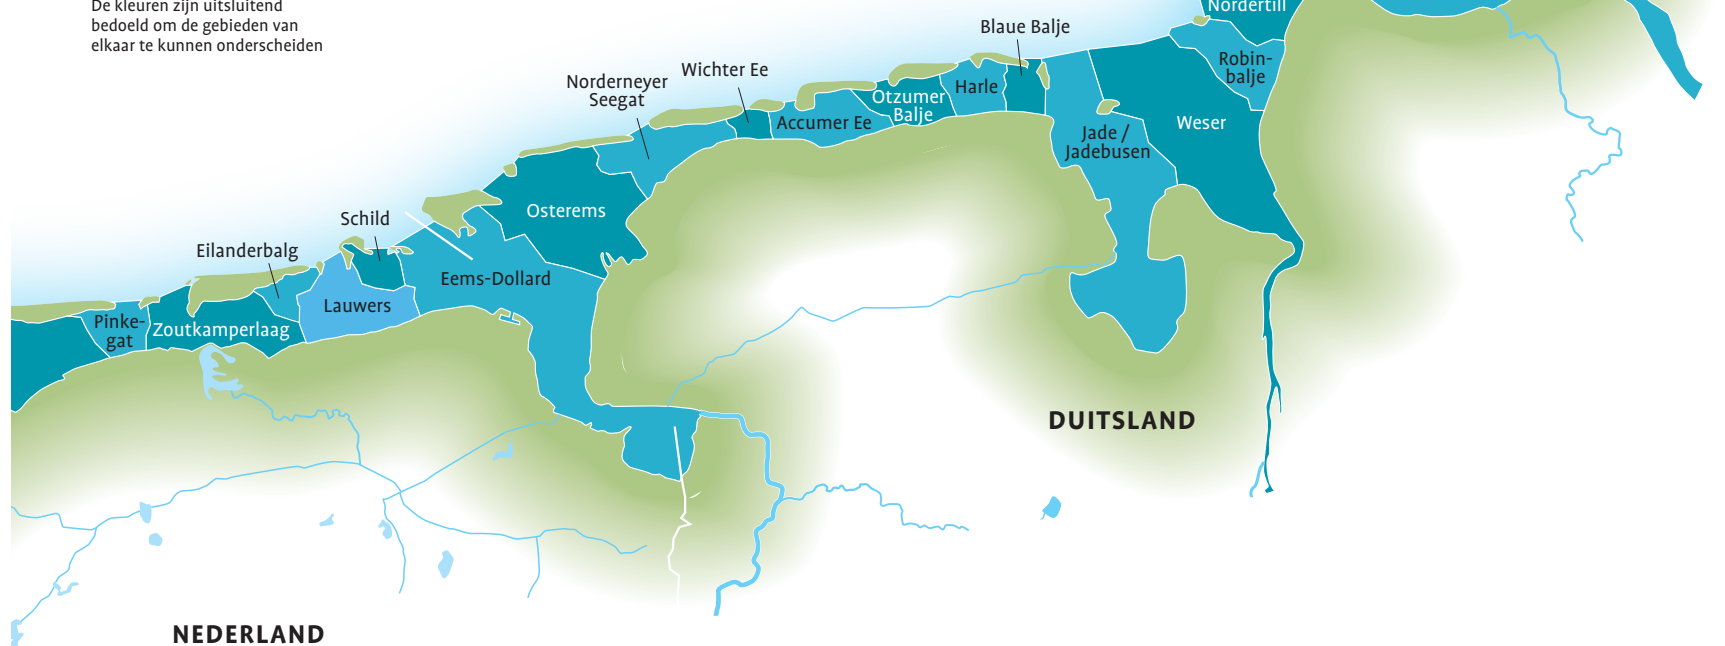 De kleuren zijn uitsluitend
bedoeld om de gebieden van
elkaar te kunnen onderscheiden
Nordertill
Blaue Balje
Robin-
balje
Wichter Ee
Norderneyer
Seegat
Harle
Otzumer
Balje
Accumer Ee
Weser
Jade /
Jadebusen
Osterems
Schild
Eilanderbalg
Eems-Dollard
Lauwers
Pinke-
gat
Zoutkamperlaag
DUITSLAND
NEDERLAND